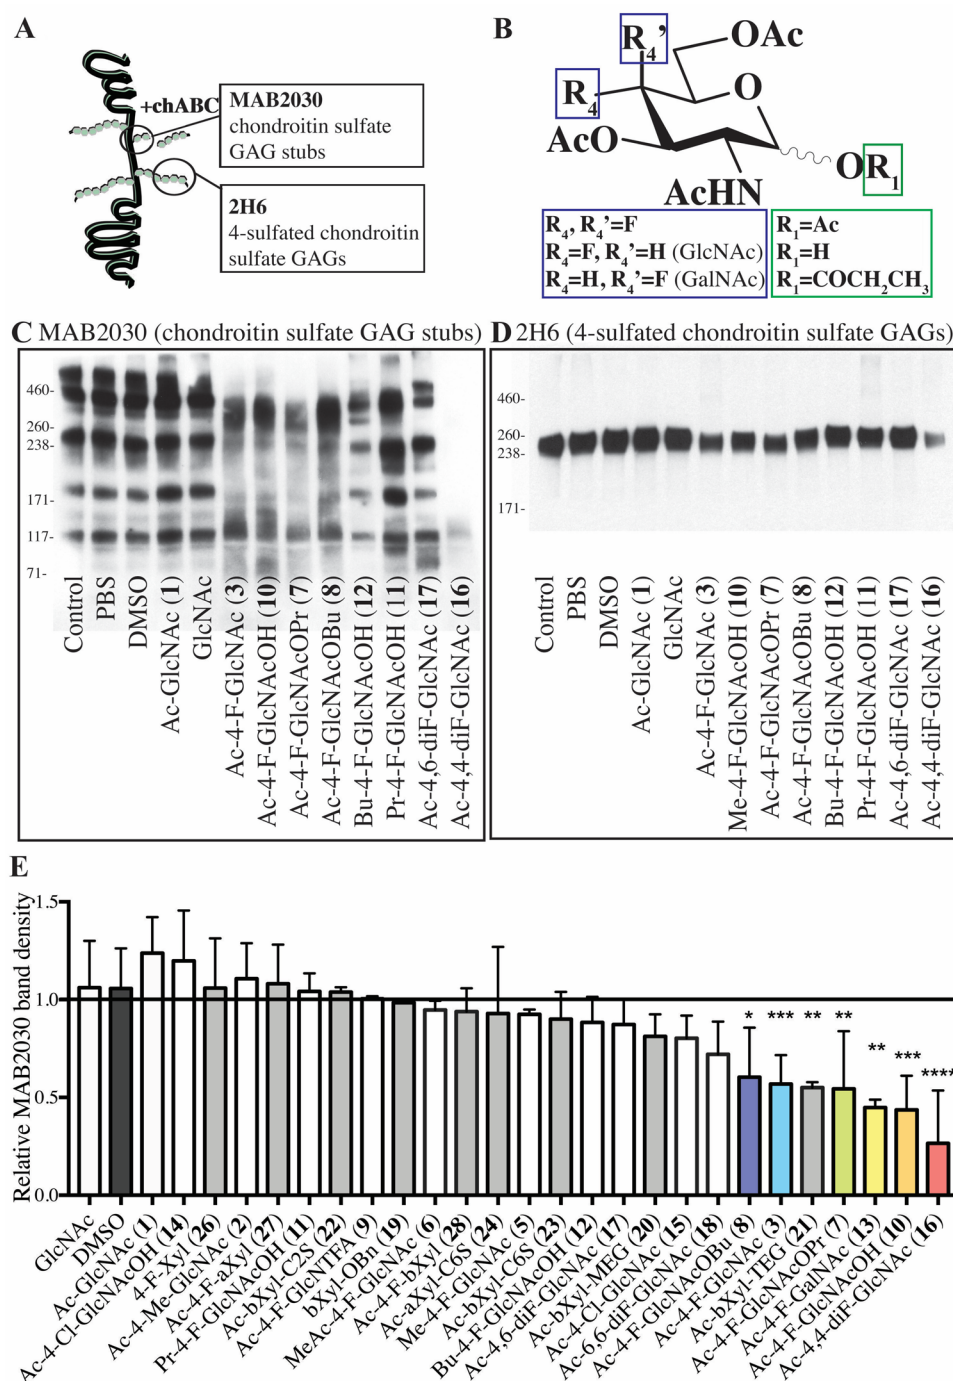 A
+chABC
MAB2030
chondroitin sulfate
GAG stubs
2H6
4-sulfated chondroitin
sulfate GAGs
B
R4'
OAc
R4
O
AcO
AcHN
OR1
R4, R4'=F
R4=F, R4'=H (GlcNAc)
R4=H, R4'=F (GalNAc)
R1=Ac
R1=H
R1=COCH2CH3
C MAB2030 (chondroitin sulfate GAG stubs)
460-
260-
238-
171-
117-
71-
Control
PBS
DMSO
Ac-GlcNAc (1)
GlcNAc
Ac-4-F-GlcNAc (3)
Ac-4-F-GlcNAcOH (10)
Ac-4-F-GlcNAcOPr (7)
Ac-4-F-GlcNAcOBu (8)
Bu-4-F-GlcNAcOH (12)
Pr-4-F-GlcNAcOH (11)
Ac-4,6-diF-GlcNAc (17)
Ac-4,4-diF-GlcNAc (16)
D 2H6 (4-sulfated chondroitin sulfate GAGs)
460-
260-
238-
171-
Control
PBS
DMSO
Ac-GlcNAc (1)
GlcNAc
Ac-4-F-GlcNAc (3)
Me-4-F-GlcNAcOH (10)
Ac-4-F-GlcNAcOPr (7)
Ac-4-F-GlcNAcOBu (8)
Bu-4-F-GlcNAcOH (12)
Pr-4-F-GlcNAcOH (11)
Ac-4,6-diF-GlcNAc (17)
Ac-4,4-diF-GlcNAc (16)
E
Relative MAB2030 band density
1.5
1.0
0.5
0.0
*
***
**
**
**
***
****
GlcNAc
DMSO
Ac-GlcNAc (1)
Ac-4-Cl-GlcNAcOH (14)
4-F-Xyl (26)
Ac-4-Me-GlcNAc (2)
Ac-4-F-aXyl (27)
Pr-4-F-GlcNAcOH (11)
Ac-bXyl-C2S (22)
Ac-4-F-GlcNTFA (9)
bXyl-OBn (19)
MeAc-4-F-GlcNAc (6)
Ac-4-F-bXyl (28)
Ac-aXyl-C6S (24)
Me-4-F-GlcNAc (5)
Ac-bXyl-C6S (23)
Bu-4-F-GlcNAcOH (12)
Ac-4,6-diF-GlcNAc (17)
Ac-bXyl-MEG (20)
Ac-4-Cl-GlcNAc (15)
Ac-6,6-diF-GlcNAc (18)
Ac-4-F-GlcNAcOBu (8)
Ac-4-F-GlcNAc (3)
Ac-bXyl-TEG (21)
Ac-4-F-GlcNAcOPr (7)
Ac-4-F-GalNAc (13)
Ac-4-F-GlcNAcOH (10)
Ac-4,4-diF-GlcNAc (16)